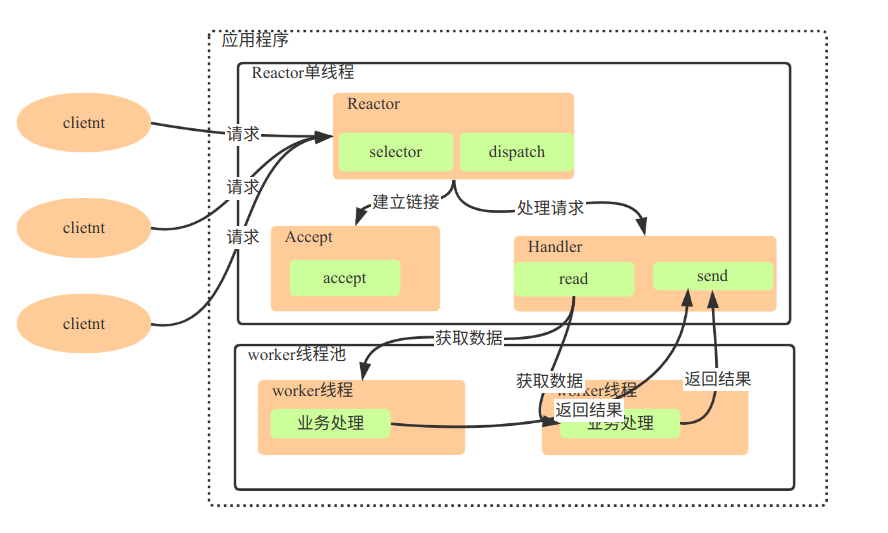 应用程序
Reactor单线程
Reactor
selector
dispatch
clietnt
请求
clietnt
请求
clietnt
请求
建立链接
处理请求
Accept
accept
Handler
read
send
获取数据
worker线程池
worker线程
业务处理
获取数据
返回结果
worker线程
返回结果
业务处理